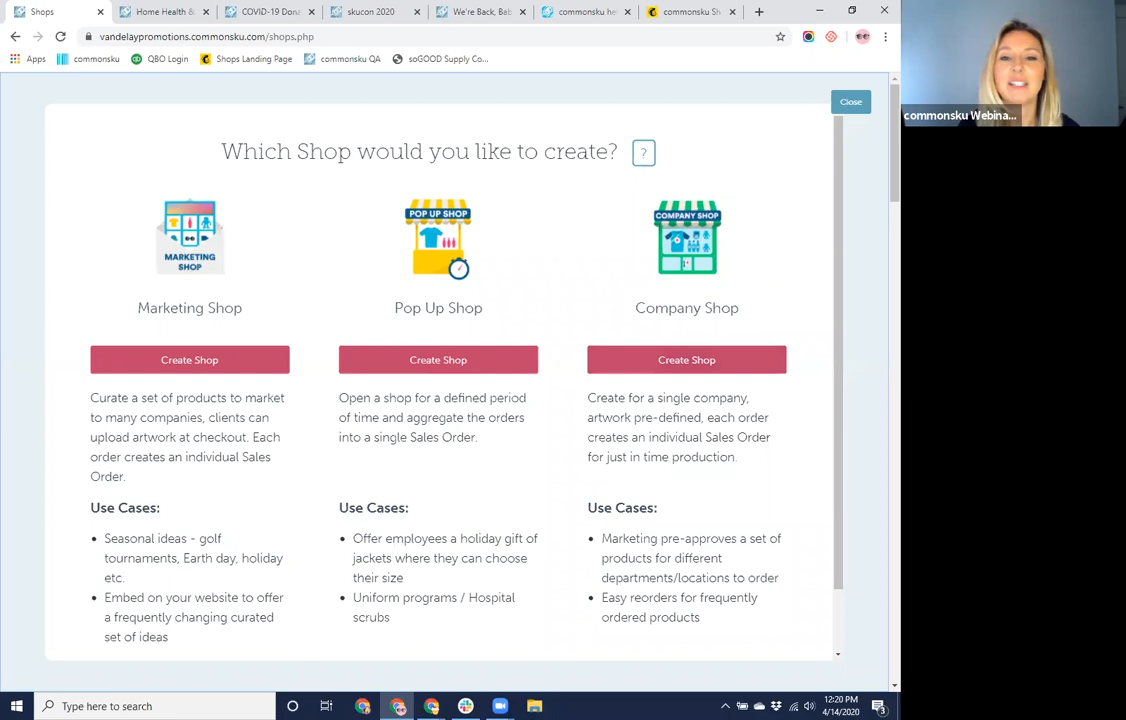 Shops
Home Health &
COVID-19 Dona
skucon 2020
We're Back, Bab
commonsku hel
commonsku Sh
vandelaypromotions.commonsku.com/shops.php
Apps
commonsku
QBO Login
Shops Landing Page
commonsku QA
soGOOD Supply Co...
commonsku Webina...
Close
Which Shop would you like to create? ?
MARKETING
SHOP
POP UP SHOP
COMPANY SHOP
Marketing Shop
Pop Up Shop
Company Shop
Create Shop
Create Shop
Create Shop
Curate a set of products to market
to many companies, clients can
upload artwork at checkout. Each
order creates an individual Sales
Order.
Use Cases:
• Seasonal ideas - golf
tournaments, Earth day, holiday
etc.
• Embed on your website to offer
a frequently changing curated
set of ideas
Open a shop for a defined period
of time and aggregate the orders
into a single Sales Order.
Use Cases:
• Offer employees a holiday gift of
jackets where they can choose
their size
• Uniform programs / Hospital
scrubs
Create for a single company,
artwork pre-defined, each order
creates an individual Sales Order
for just in time production.
Use Cases:
• Marketing pre-approves a set of
products for different
departments/locations to order
• Easy reorders for frequently
ordered products
Type here to search
12:20 PM
4/14/2020
3